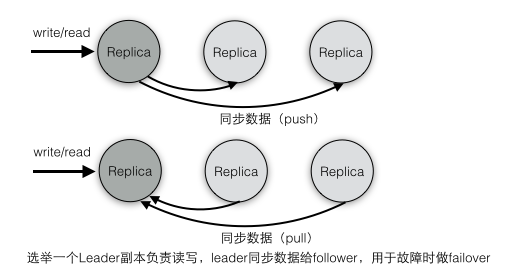 write/read
Replica Replica Replica
同步数据（push）
write/read
Replica Replica Replica
同步数据（pull）
选举一个Leader副本负责读写，leader同步数据给follower，用于故障时做failover